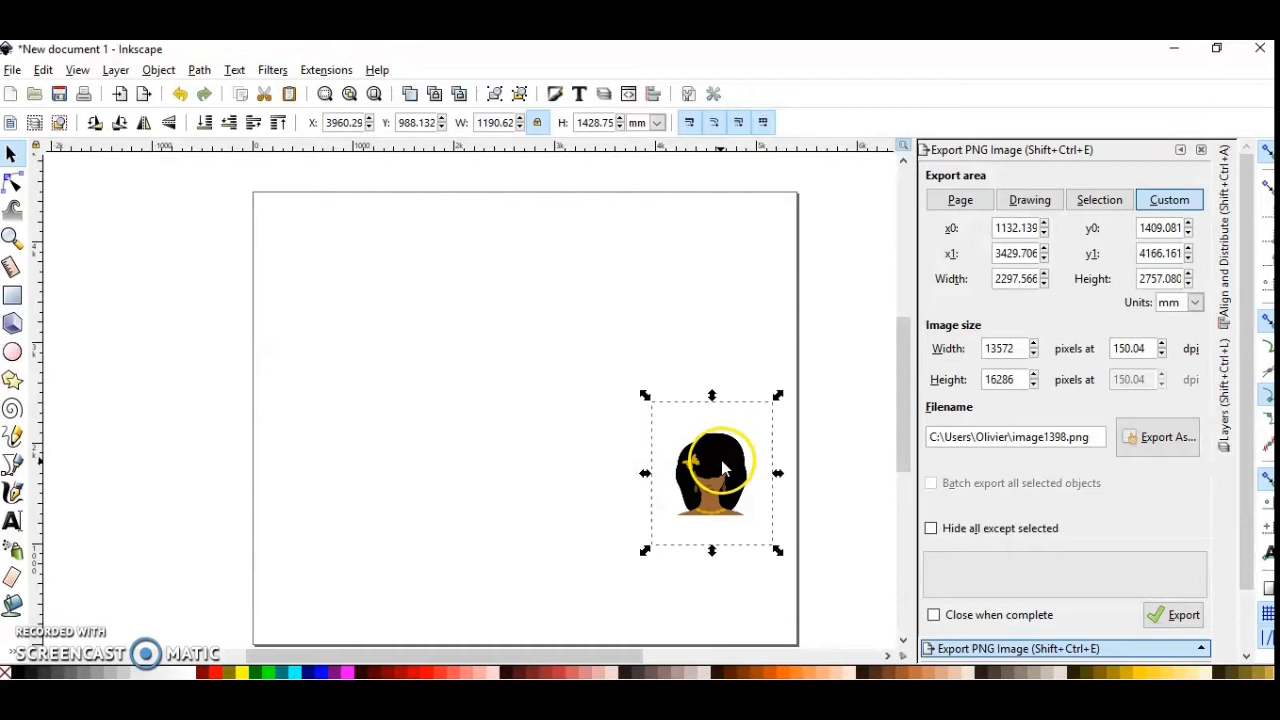 *New document 1 - Inkscape
File Edit View Layer Object Path Text Filters Extensions Help
X: 3960.29 Y: 988.132 W: 1190.62 H: 1428.75 mm
Export PNG Image (Shift+Ctrl+E)
Export area
Page Drawing Selection Custom
x0: 1132.139 y0: 1409.081
x1: 3429.706 y1: 4166.161
Width: 2297.566 Height: 2757.080
Units: mm
Image size
Width: 13572 pixels at 150.04 dpi
Height: 16286 pixels at 150.04 dpi
Filename
C:\Users\Olivier\image1398.png Export As...
Batch export all selected objects
Hide all except selected
Close when complete Export
Export PNG Image (Shift+Ctrl+E)
Align and Distribute (Shift+Ctrl+A)
Layers (Shift+Ctrl+L)
RECORDED WITH
SCREENCAST MATIC